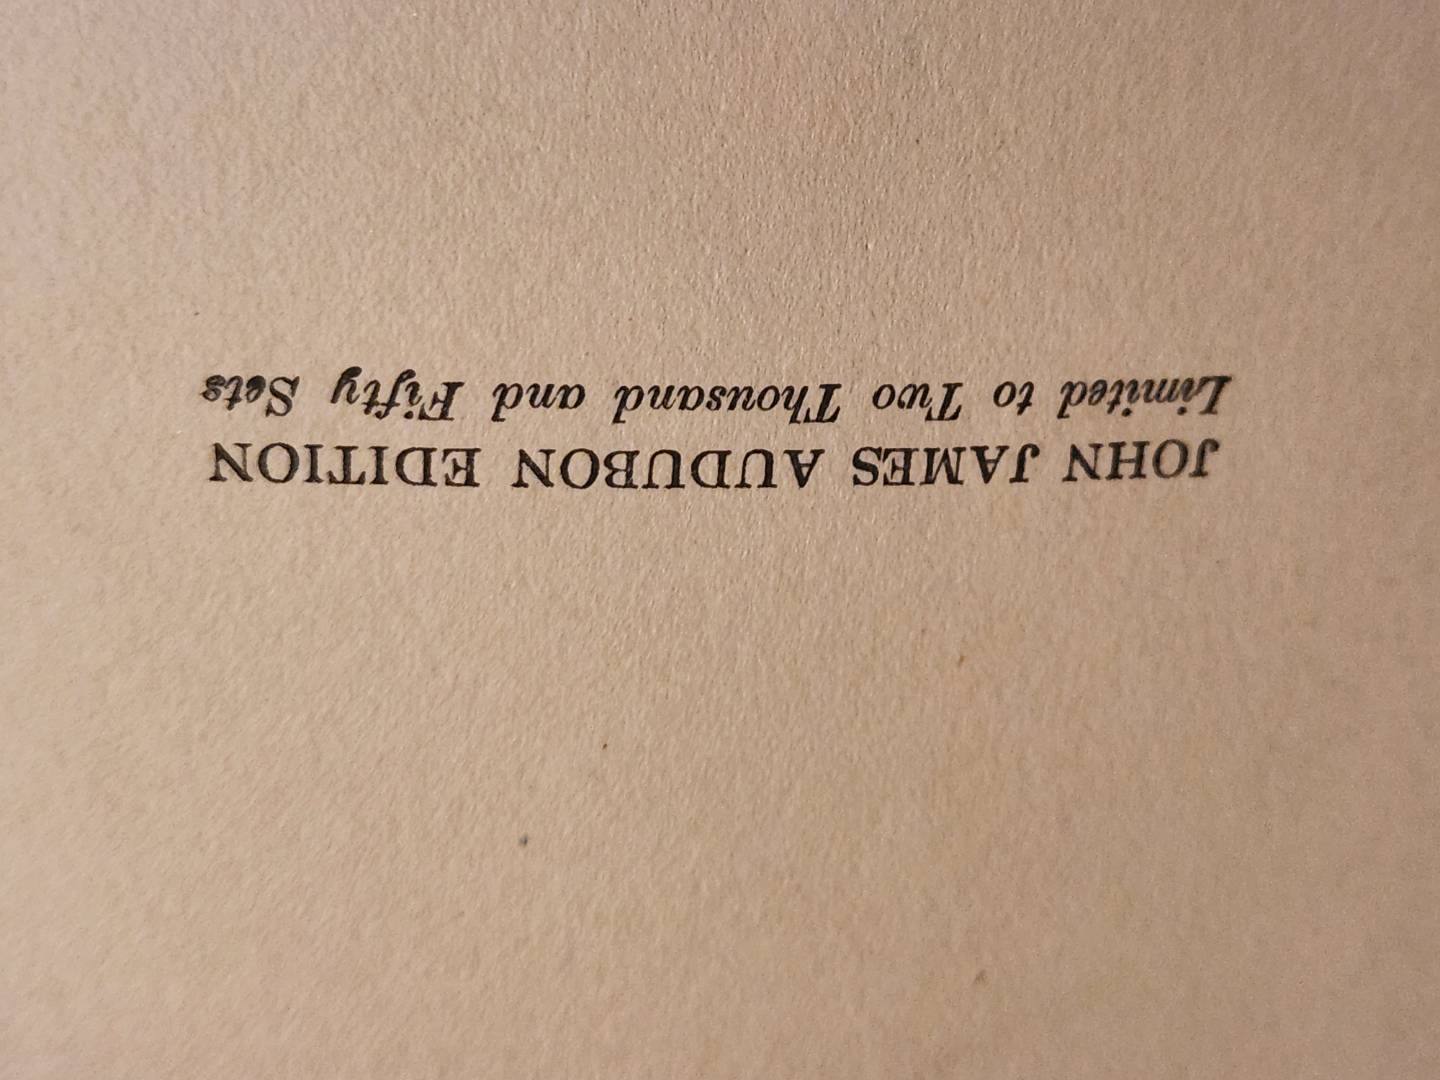 JOHN JAMES AUDUBON EDITION
Limited to Two Thousand and Fifty Sets